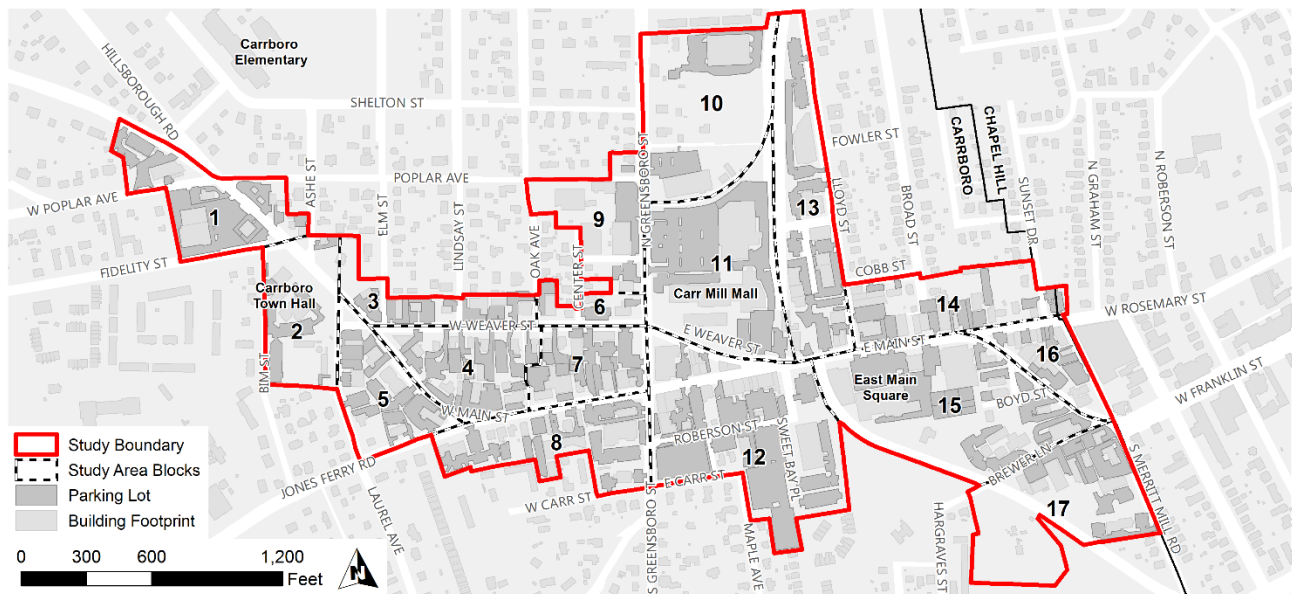 Carrboro
Elementary
HILLSBOROUGH RD
SHELTON ST
N GREENSBORO ST
10
FOWLER ST
CARRBORO
CHAPEL HILL
SUNSET DR
N GRAHAM ST
N ROBERSON ST
W POPLAR AVE
ASHE ST
POPLAR AVE
ELM ST
LINDSAY ST
OAK AVE
9
CENTER ST
13
LLOYD ST
BROAD ST
1
FIDELITY ST
11
Carr Mill Mall
COBB ST
Carrboro
Town Hall
2
3
6
14
W ROSEMARY ST
W WEAVER ST
E WEAVER ST
E MAIN ST
BIM ST
4
7
16
5
East Main
Square
15
BOYD ST
W FRANKLIN ST
W MAIN ST
8
ROBERSON ST
12
SWEET BAY PL
JONES FERRY RD
LAUREL AVE
W CARR ST
E CARR ST
S GREENSBORO ST
MAPLE AVE
BREWER LN
HARGRAVES ST
17
S MERRITT MILL RD
Study Boundary
Study Area Blocks
Parking Lot
Building Footprint
0 300 600 1,200
Feet
N